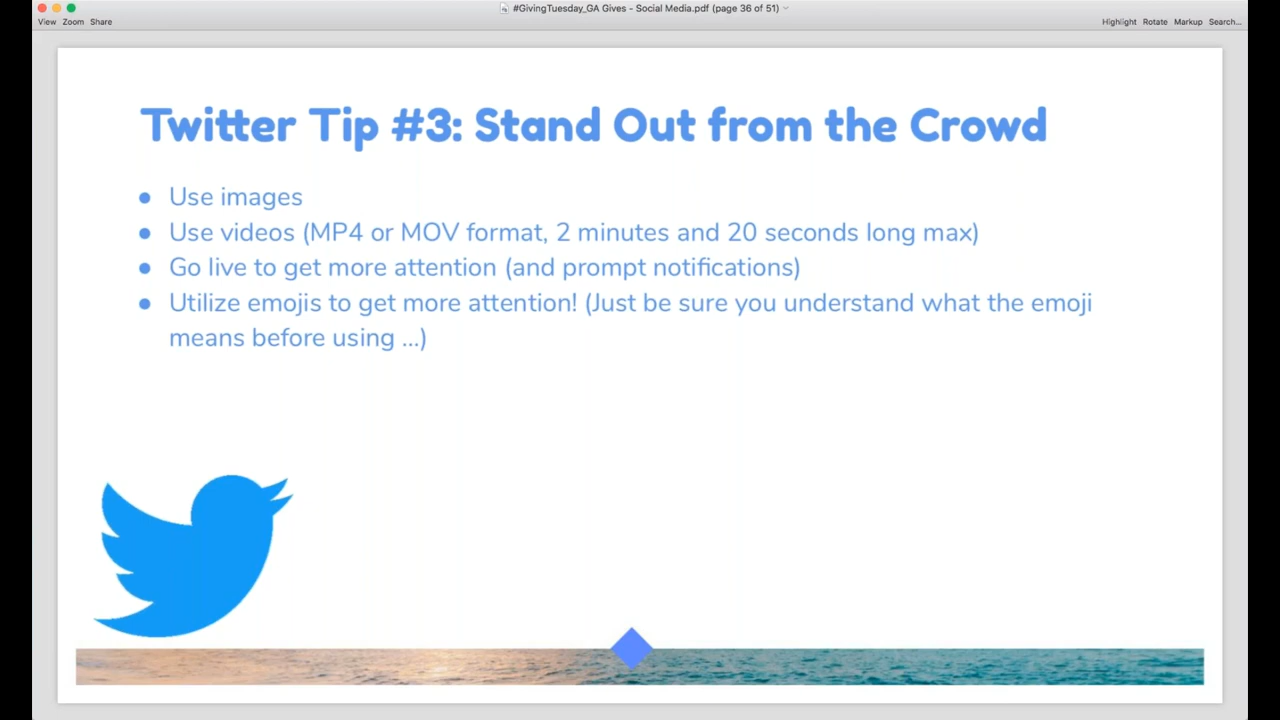 #GivingTuesday_GA Gives - Social Media.pdf (page 36 of 51)
View Zoom Share
Highlight Rotate Markup Search...
Twitter Tip #3: Stand Out from the Crowd
● Use images
● Use videos (MP4 or MOV format, 2 minutes and 20 seconds long max)
● Go live to get more attention (and prompt notifications)
● Utilize emojis to get more attention! (Just be sure you understand what the emoji
means before using ...)